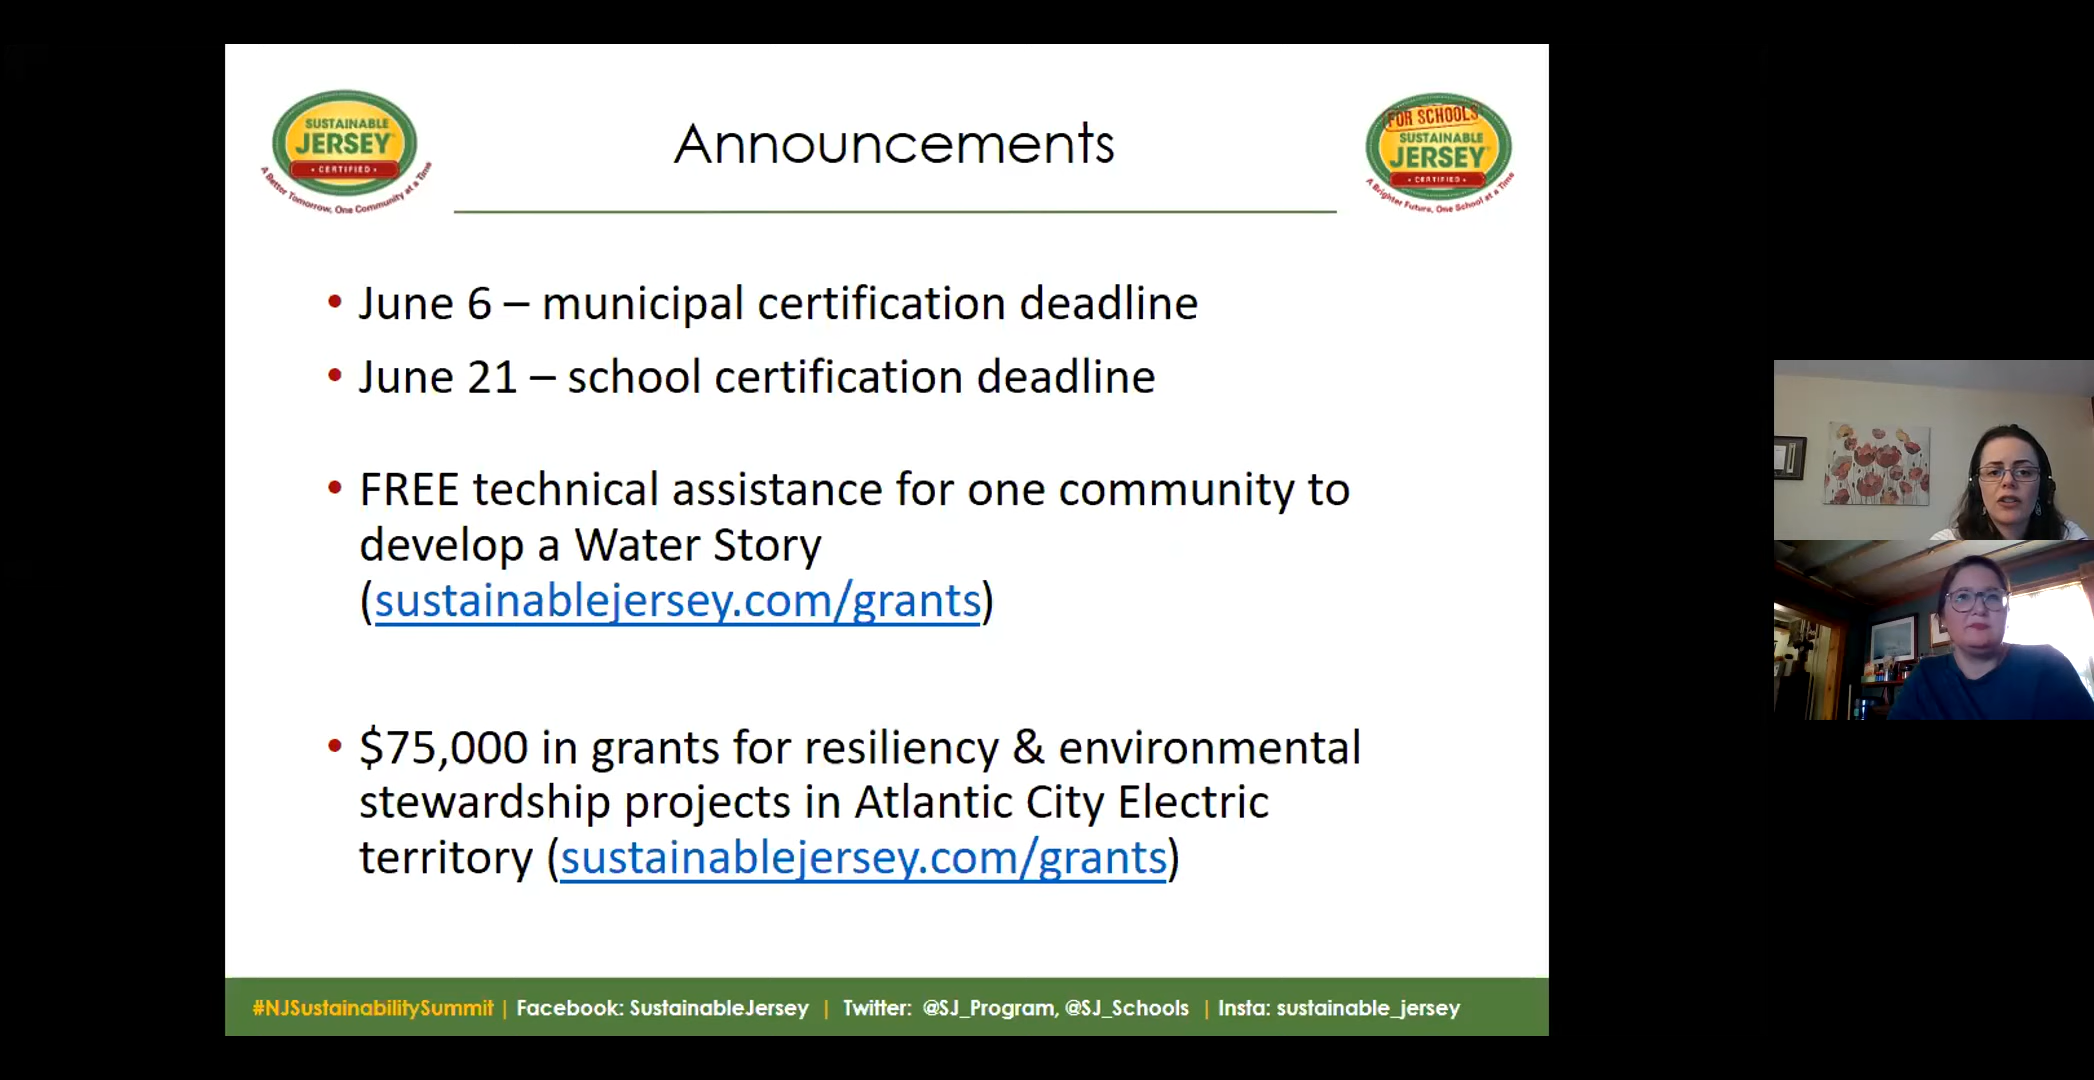 SUSTAINABLE
JERSEY
• CERTIFIED •
A Better Tomorrow, One Community at a Time
Announcements
FOR SCHOOLS
SUSTAINABLE
JERSEY
• CERTIFIED •
A Brighter Future, One School at a Time
• June 6 – municipal certification deadline
• June 21 – school certification deadline
• FREE technical assistance for one community to
develop a Water Story
(sustainablejersey.com/grants)
• $75,000 in grants for resiliency & environmental
stewardship projects in Atlantic City Electric
territory (sustainablejersey.com/grants)
#NJSustainabilitySummit | Facebook: SustainableJersey | Twitter: @SJ_Program, @SJ_Schools | Insta: sustainable_jersey